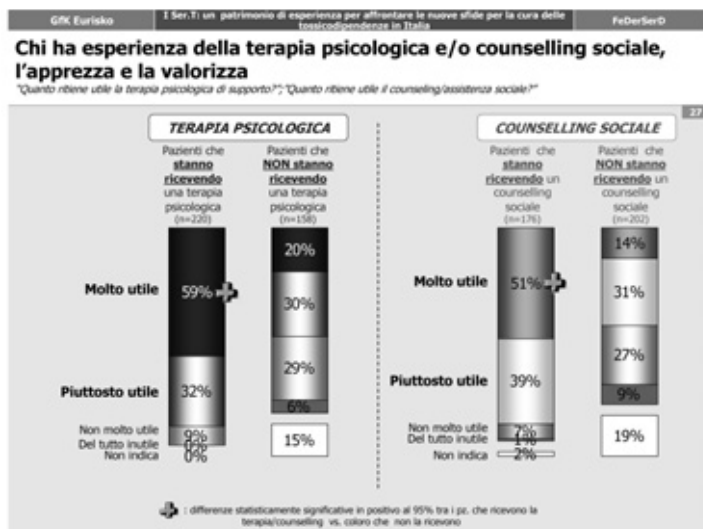 GfK Eurisko
I Ser.T: un patrimonio di esperienza per affrontare le nuove sfide per la cura delle
tossicodipendenze in Italia
FeDerSerD
Chi ha esperienza della terapia psicologica e/o counselling sociale,
l'apprezza e la valorizza
"Quanto ritiene utile la terapia psicologica di supporto?";"Quanto ritiene utile il counseling/assistenza sociale?"
27
TERAPIA PSICOLOGICA
Pazienti che
stanno
ricevendo
una terapia
psicologica
(n=220)
Pazienti che
NON stanno
ricevendo
una terapia
psicologica
(n=158)
Molto utile
59%
20%
30%
Piuttosto utile
32%
29%
6%
Non molto utile
9%
Del tutto inutile
0%
Non indica
0%
15%
COUNSELLING SOCIALE
Pazienti che
stanno
ricevendo un
counselling
sociale
(n=176)
Pazienti che
NON stanno
ricevendo un
counselling
sociale
(n=202)
Molto utile
51%
14%
31%
Piuttosto utile
39%
27%
9%
Non molto utile
7%
Del tutto inutile
1%
Non indica
2%
19%
: differenze statisticamente significative in positivo al 95% tra i pz. che ricevono la
terapia/counselling vs. coloro che non la ricevono